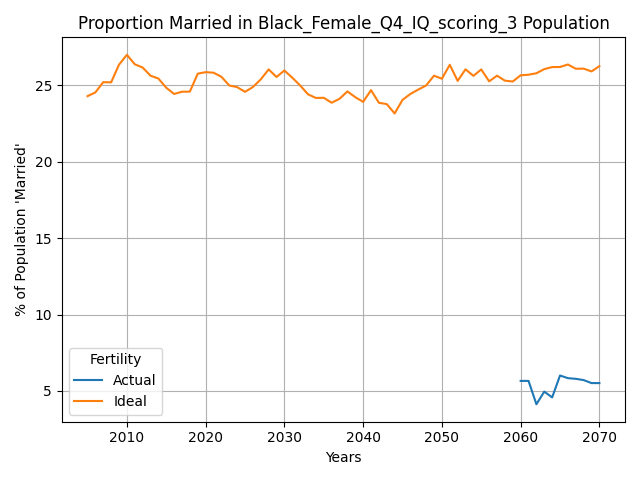 Proportion Married in Black_Female_Q4_IQ_scoring_3 Population
% of Population 'Married'
25
20
15
10
5
Fertility
Actual
Ideal
2010 2020 2030 2040 2050 2060 2070
Years